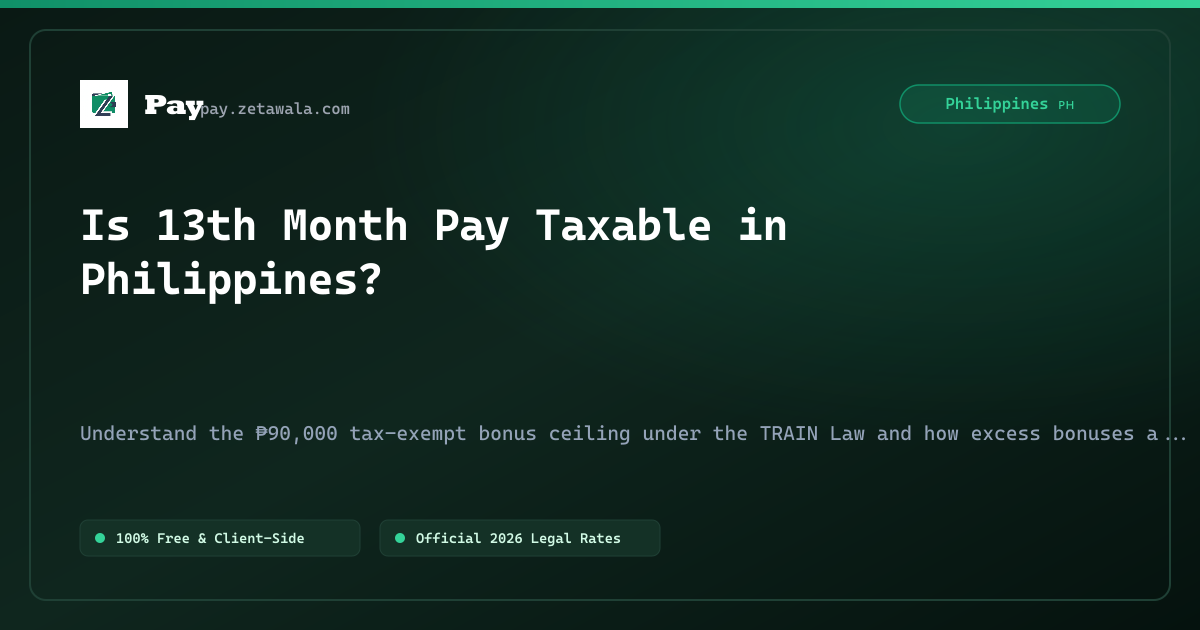 Pay
pay.zetawala.com
Philippines PH
Is 13th Month Pay Taxable in
Philippines?
Understand the ₱90,000 tax-exempt bonus ceiling under the TRAIN Law and how excess bonuses a...
100% Free & Client-Side
Official 2026 Legal Rates